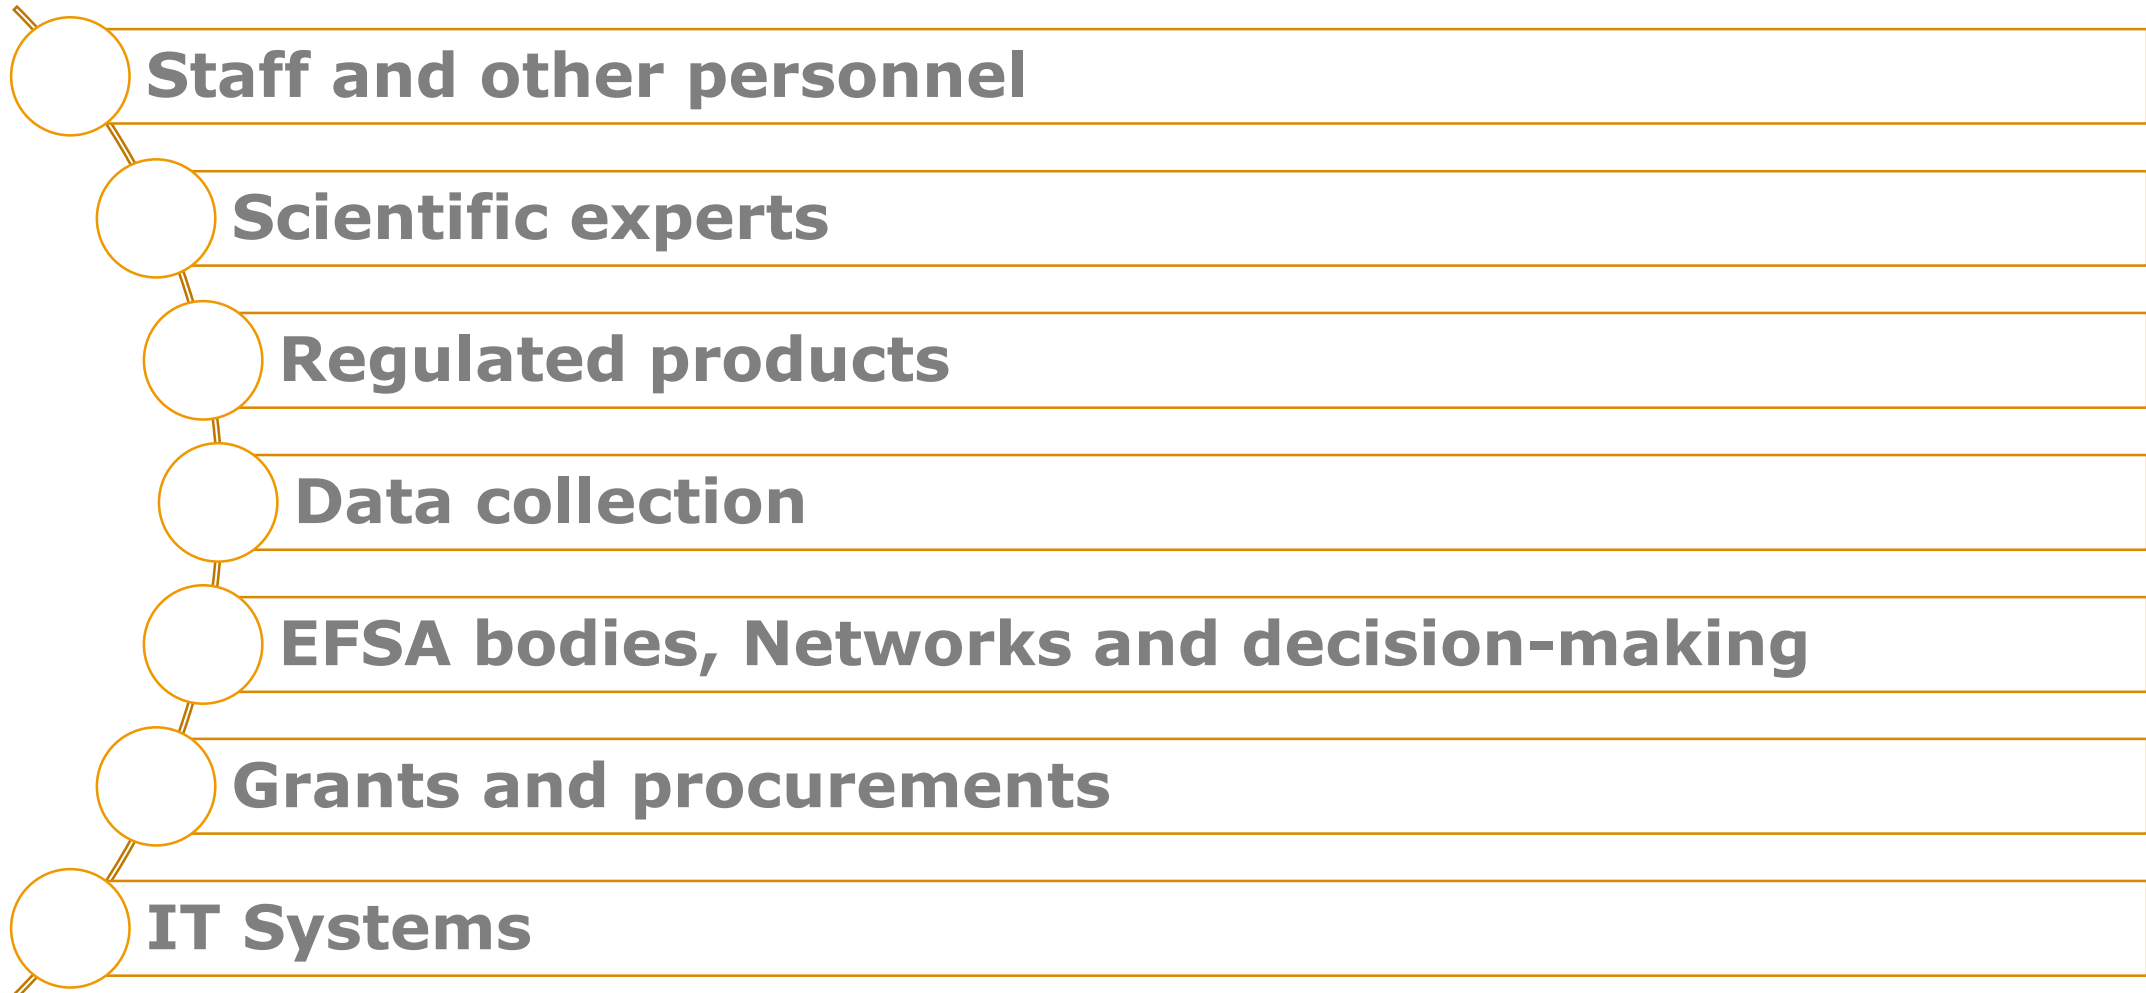 Staff and other personnel
Scientific experts
Regulated products
Data collection
EFSA bodies, Networks and decision-making
Grants and procurements
IT Systems